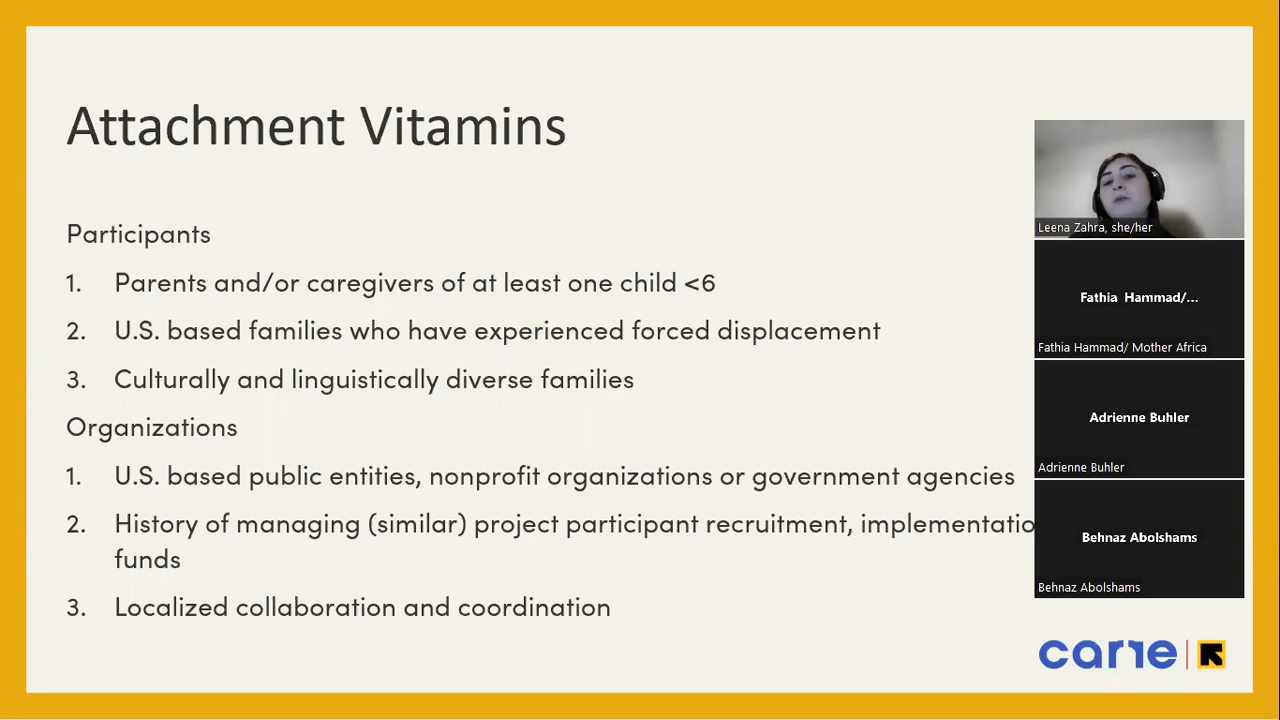 Attachment Vitamins
Participants
1. Parents and/or caregivers of at least one child <6
2. U.S. based families who have experienced forced displacement
3. Culturally and linguistically diverse families
Organizations
1. U.S. based public entities, nonprofit organizations or government agencies
2. History of managing (similar) project participant recruitment, implementatio
funds
3. Localized collaboration and coordination
Leena Zahra, she/her
Fathia Hammad/...
Fathia Hammad/ Mother Africa
Adrienne Buhler
Adrienne Buhler
Behnaz Abolshams
Behnaz Abolshams
carre